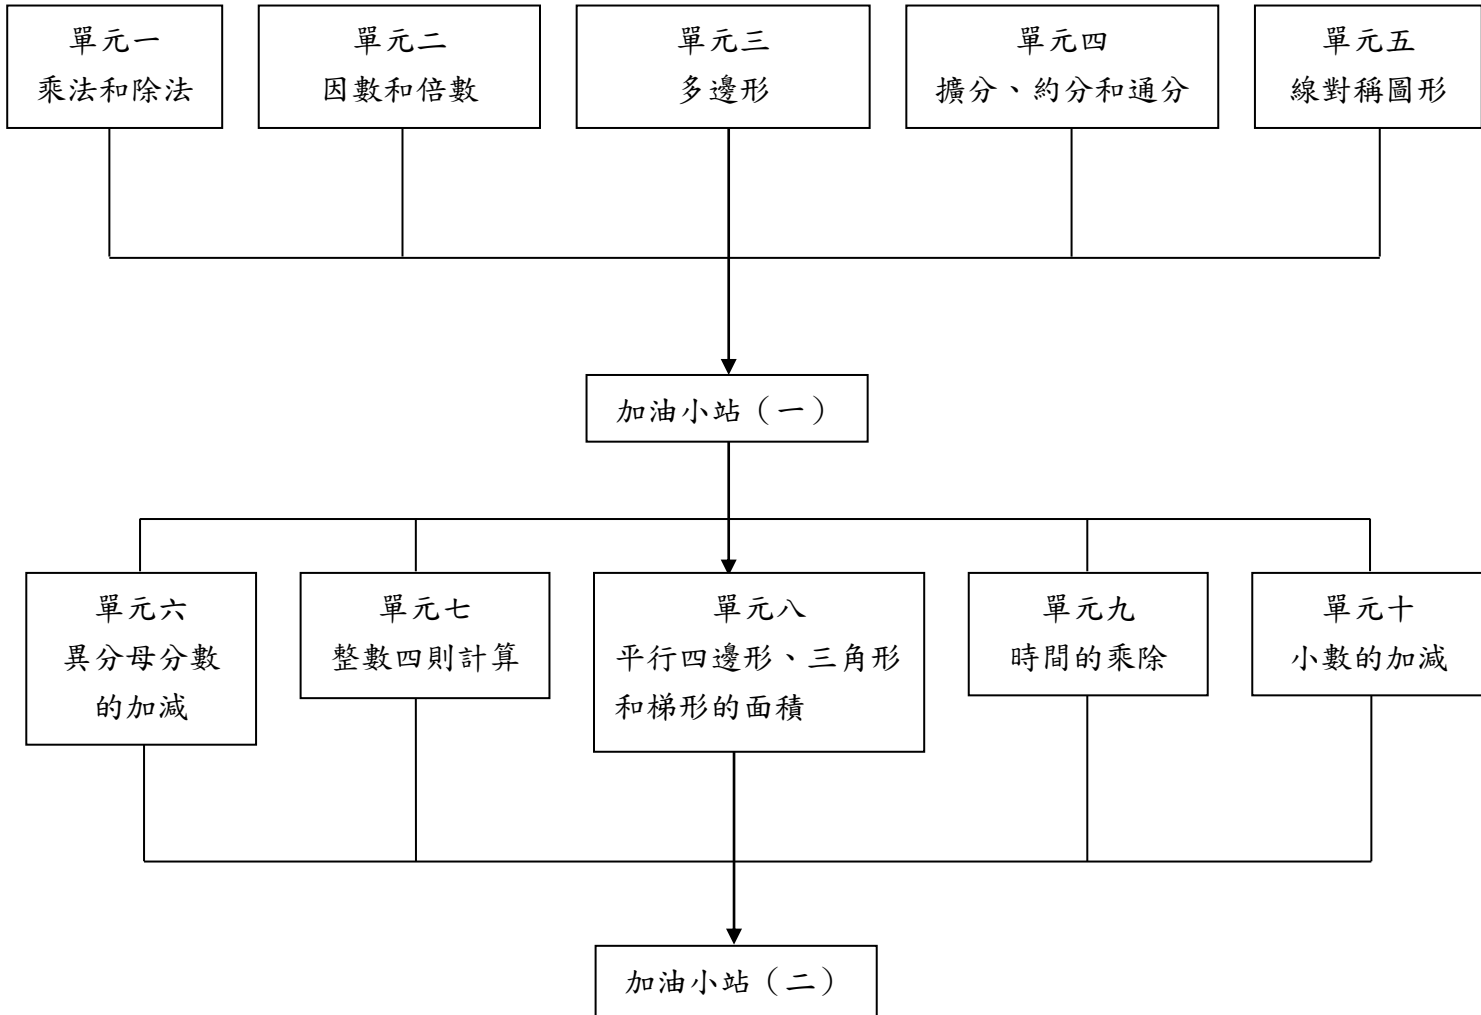 單元一
乘法和除法
單元二
因數和倍數
單元三
多邊形
單元四
擴分、約分和通分
單元五
線對稱圖形
加油小站（一）
單元六
異分母分數
的加減
單元七
整數四則計算
單元八
平行四邊形、三角形
和梯形的面積
單元九
時間的乘除
單元十
小數的加減
加油小站（二）